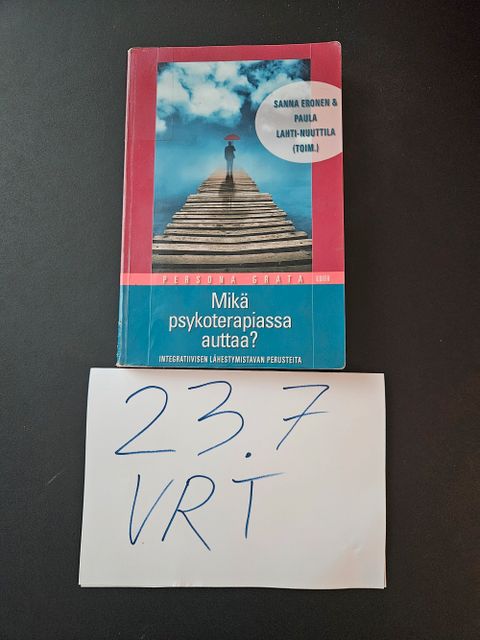 SANNA ERONEN &
PAULA
LAHTI-NUUTTILA
(TOIM.)
PERSONA GRATA
Mikä
psykoterapiassa
auttaa?
INTEGRATIIVISEN LÄHESTYMISTAVAN PERUSTEITA
23.7
VRT